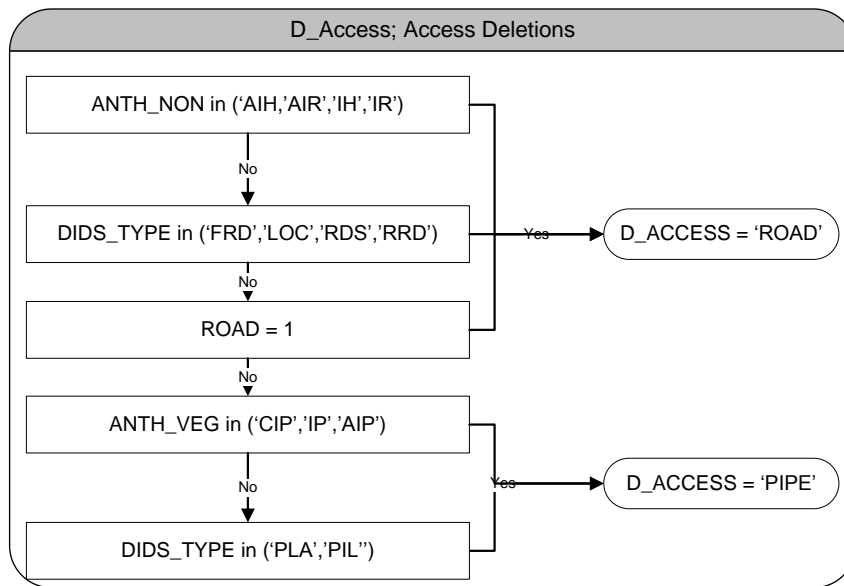 D_Access; Access Deletions
ANTH_NON in (‘AIH,’AIR’,’IH’,’IR’)
No
DIDS_TYPE in (‘FRD’,’LOC’,’RDS’,’RRD’)
Yes
D_ACCESS = ‘ROAD’
No
ROAD = 1
No
ANTH_VEG in (‘CIP’,’IP’,’AIP’)
No
Yes
D_ACCESS = ‘PIPE’
DIDS_TYPE in (‘PLA’,’PIL’’)